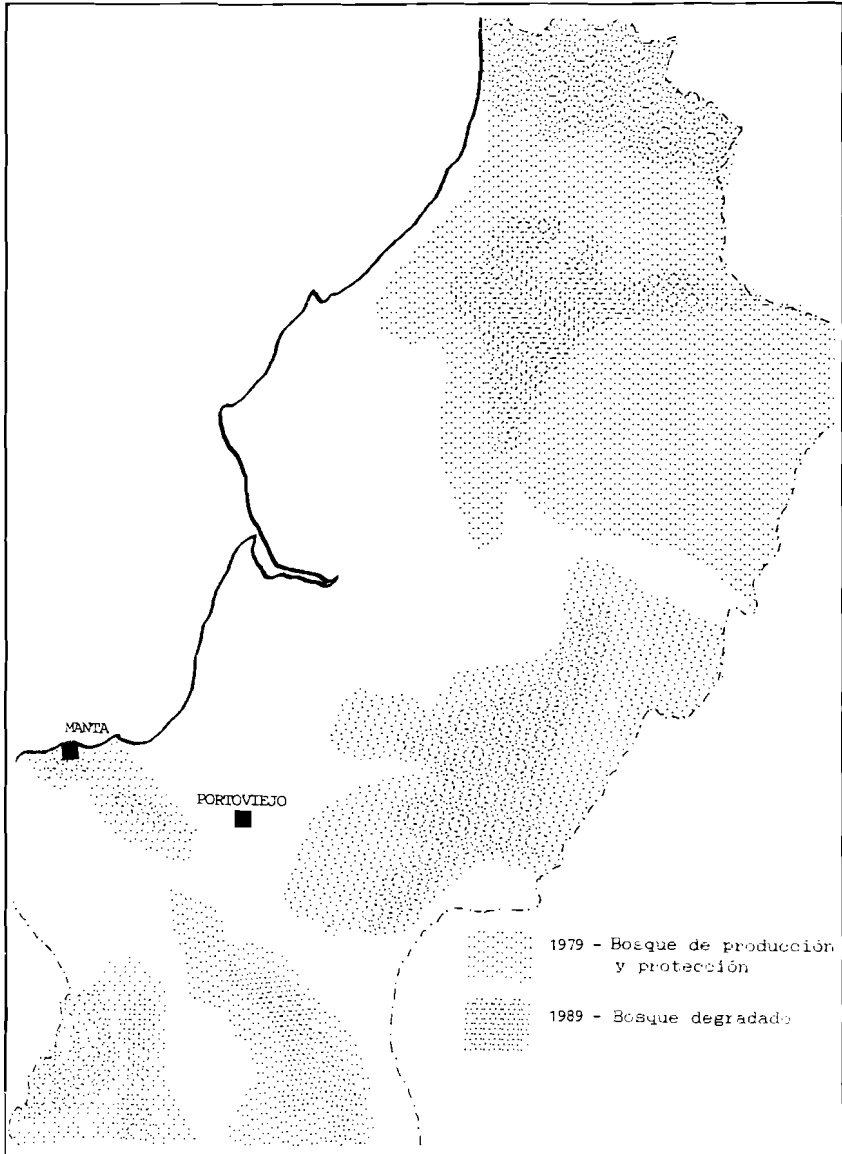 MANTA
PORTOVIEJO
1979 - Bosque de producción
y protección
1989 - Bosque degradado